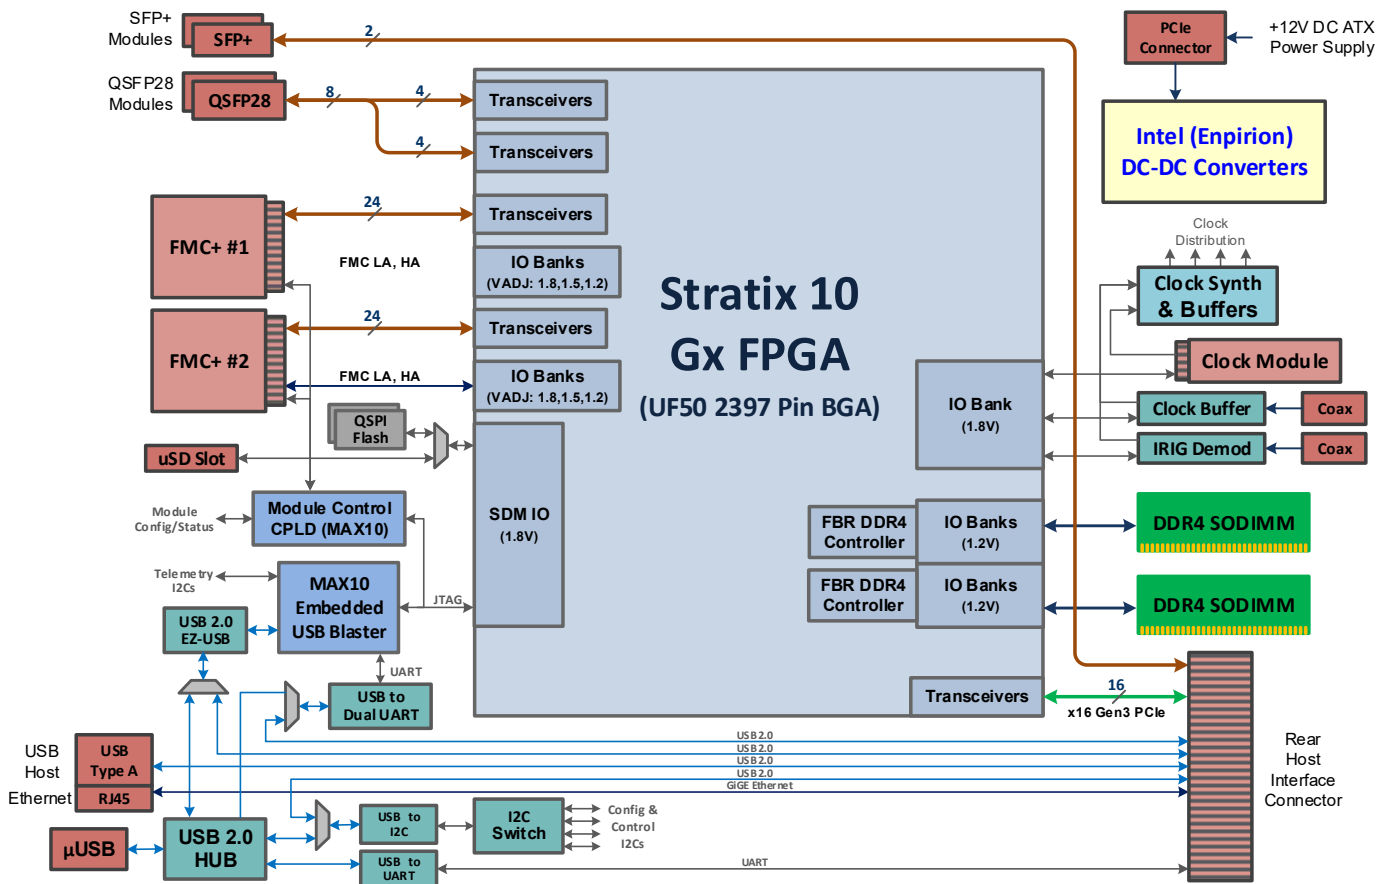 SFP+
Modules
SFP+
2
PCIe
Connector
+12V DC ATX
Power Supply
QSFP28
Modules
QSFP28
8
4
Transceivers
4
Transceivers
Intel (Enpirion)
DC-DC Converters
FMC+ #1
24
Transceivers
FMC LA, HA
IO Banks
(VADJ: 1.8,1.5,1.2)
Clock
Distribution
Clock Synth
& Buffers
Stratix 10
Gx FPGA
(UF50 2397 Pin BGA)
FMC+ #2
24
Transceivers
FMC LA, HA
IO Banks
(VADJ: 1.8,1.5,1.2)
Clock Module
IO Bank
(1.8V)
Clock Buffer
Coax
IRIG Demod
Coax
QSPI
Flash
uSD Slot
Module
Config/Status
Module Control
CPLD (MAX10)
SDM IO
(1.8V)
FBR DDR4
Controller
IO Banks
(1.2V)
DDR4 SODIMM
FBR DDR4
Controller
IO Banks
(1.2V)
DDR4 SODIMM
Telemetry
I2Cs
MAX10
Embedded
USB Blaster
JTAG
USB 2.0
EZ-USB
UART
USB to
Dual UART
Transceivers
16
x16 Gen3 PCIe
USB2.0
USB2.0
USB2.0
USB2.0
GIGE Ethernet
USB
Host
USB
Type A
Ethernet
RJ45
Rear
Host
Interface
Connector
µUSB
USB 2.0
HUB
USB to
I2C
I2C
Switch
Config &
Control
I2Cs
USB to
UART
UART